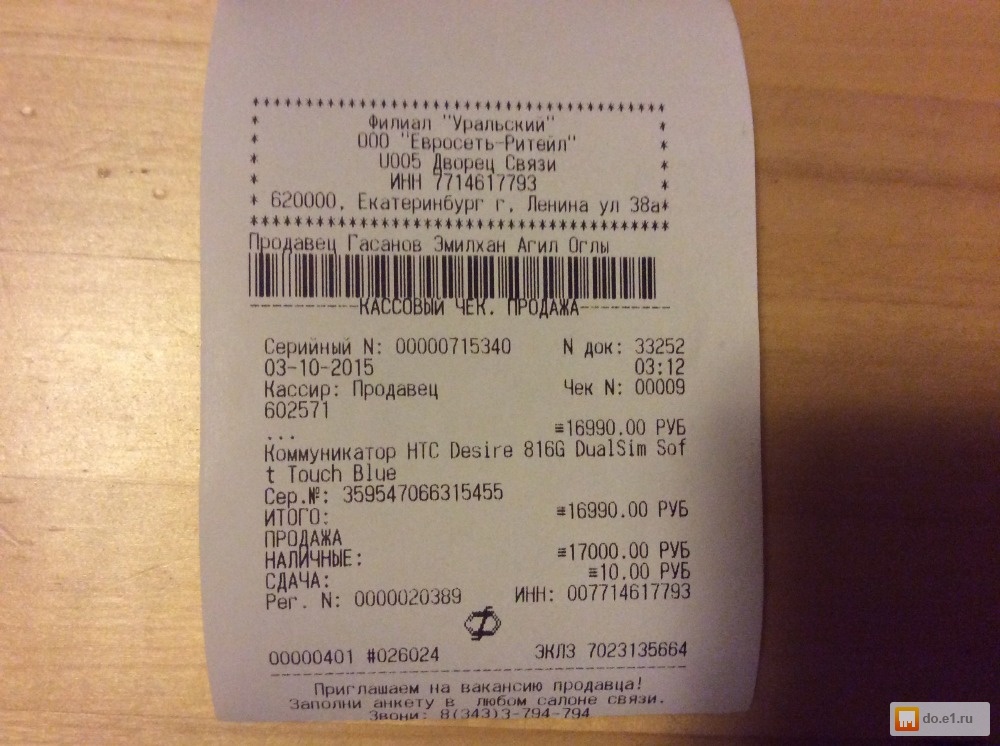 *******************************************
* Филиал "Уральский" *
* ООО "Евросеть-Ритейл" *
* U005 Дворец Связи *
* ИНН 7714617793 *
* 620000, Екатеринбург г, Ленина ул 38а*
*******************************************
Продавец Гасанов Эмилхан Агил Оглы
-----------КАССОВЫЙ ЧЕК. ПРОДАЖА-----------
Серийный N: 00000715340 N док: 33252
03-10-2015 03:12
Кассир: Продавец Чек N: 00009
602571
... ≡16990.00 РУБ
Коммуникатор HTC Desire 816G DualSim Sof
t Touch Blue
Сер.№: 359547066315455
ИТОГО: ≡16990.00 РУБ
ПРОДАЖА
НАЛИЧНЫЕ: ≡17000.00 РУБ
СДАЧА: ≡10.00 РУБ
Рег. N: 0000020389 ИНН: 007714617793
00000401 #026024 ЭКЛЗ 7023135664
-------------------------------------------
Приглашаем на вакансию продавца!
Заполни анкету в любом салоне связи.
Звони: 8(343)3-794-794
do.e1.ru